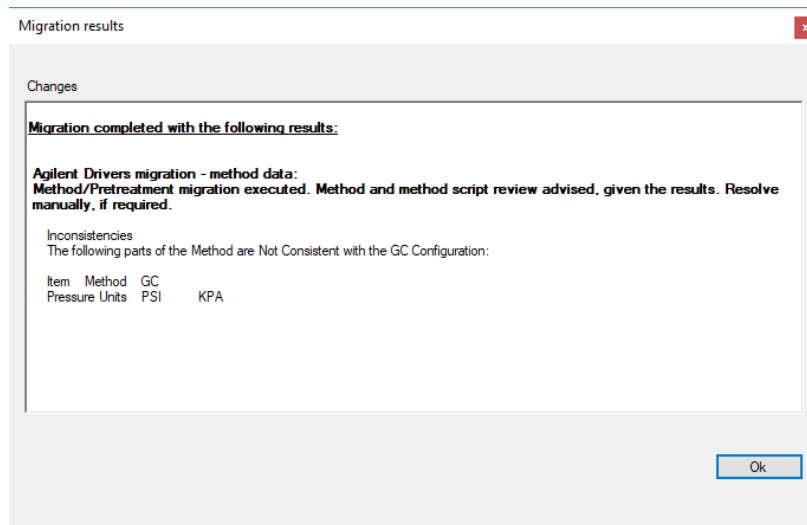 Migration results
x
Changes
Migration completed with the following results:
Agilent Drivers migration - method data:
Method/Pretreatment migration executed. Method and method script review advised, given the results. Resolve
manually, if required.
Inconsistencies
The following parts of the Method are Not Consistent with the GC Configuration:
Item Method GC
Pressure Units PSI KPA
Ok